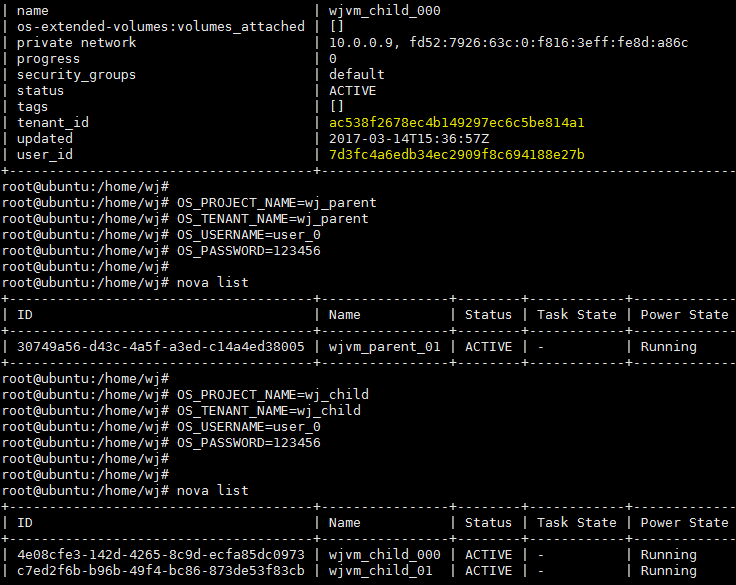 | name                                 | wjvm_child_000
| os-extended-volumes:volumes_attached | []
| private network                      | 10.0.0.9, fd52:7926:63c:0:f816:3eff:fe8d:a86c
| progress                             | 0
| security_groups                      | default
| status                               | ACTIVE
| tags                                 | []
| tenant_id                            | ac538f2678ec4b149297ec6c5be814a1
| updated                              | 2017-03-14T15:36:57Z
| user_id                              | 7d3fc4a6edb34ec2909f8c694188e27b
+--------------------------------------+----------------------------------------------------
root@ubuntu:/home/wj#
root@ubuntu:/home/wj# OS_PROJECT_NAME=wj_parent
root@ubuntu:/home/wj# OS_TENANT_NAME=wj_parent
root@ubuntu:/home/wj# OS_USERNAME=user_0
root@ubuntu:/home/wj# OS_PASSWORD=123456
root@ubuntu:/home/wj#
root@ubuntu:/home/wj# nova list
+--------------------------------------+----------------+--------+------------+-------------
| ID                                   | Name           | Status | Task State | Power State
+--------------------------------------+----------------+--------+------------+-------------
| 30749a56-d43c-4a5f-a3ed-c14a4ed38005 | wjvm_parent_01 | ACTIVE | -          | Running
+--------------------------------------+----------------+--------+------------+-------------
root@ubuntu:/home/wj#
root@ubuntu:/home/wj# OS_PROJECT_NAME=wj_child
root@ubuntu:/home/wj# OS_TENANT_NAME=wj_child
root@ubuntu:/home/wj# OS_USERNAME=user_0
root@ubuntu:/home/wj# OS_PASSWORD=123456
root@ubuntu:/home/wj#
root@ubuntu:/home/wj#
root@ubuntu:/home/wj# nova list
+--------------------------------------+----------------+--------+------------+-------------
| ID                                   | Name           | Status | Task State | Power State
+--------------------------------------+----------------+--------+------------+-------------
| 4e08cfe3-142d-4265-8c9d-ecfa85dc0973 | wjvm_child_000 | ACTIVE | -          | Running
| c7ed2f6b-b96b-49f4-bc86-873de53f83cb | wjvm_child_01  | ACTIVE | -          | Running